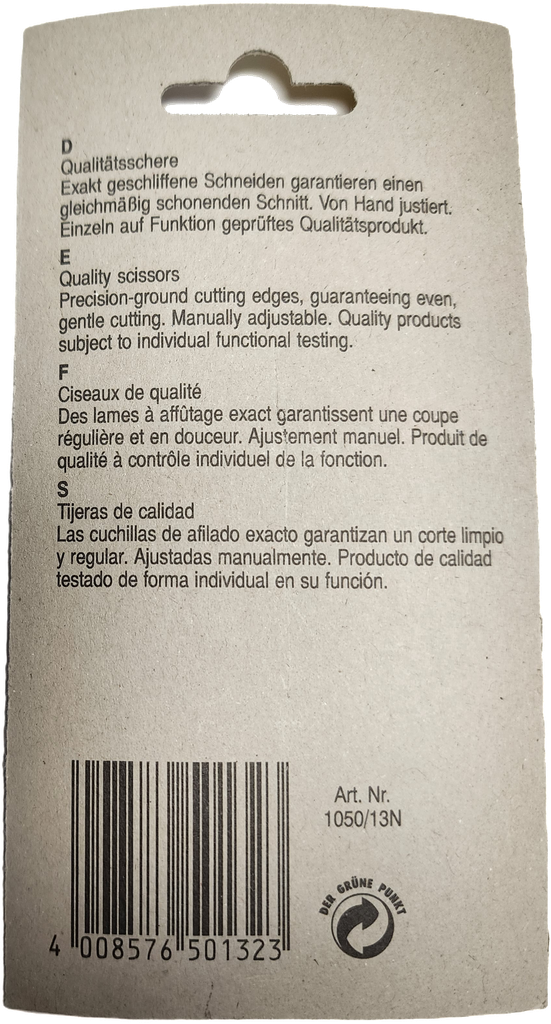 D
Qualitätsschere
Exakt geschliffene Schneiden garantieren einen
gleichmäßig schonenden Schnitt. Von Hand justiert.
Einzeln auf Funktion geprüftes Qualitätsprodukt.
E
Quality scissors
Precision-ground cutting edges, guaranteeing even,
gentle cutting. Manually adjustable. Quality products
subject to individual functional testing.
F
Ciseaux de qualité
Des lames à affûtage exact garantissent une coupe
régulière et en douceur. Ajustement manuel. Produit de
qualité à contrôle individuel de la fonction.
S
Tijeras de calidad
Las cuchillas de afilado exacto garantizan un corte limpio
y regular. Ajustadas manualmente. Producto de calidad
testado de forma individual en su función.
Art. Nr.
1050/13N
DER GRÜNE PUNKT
4 008576 501323